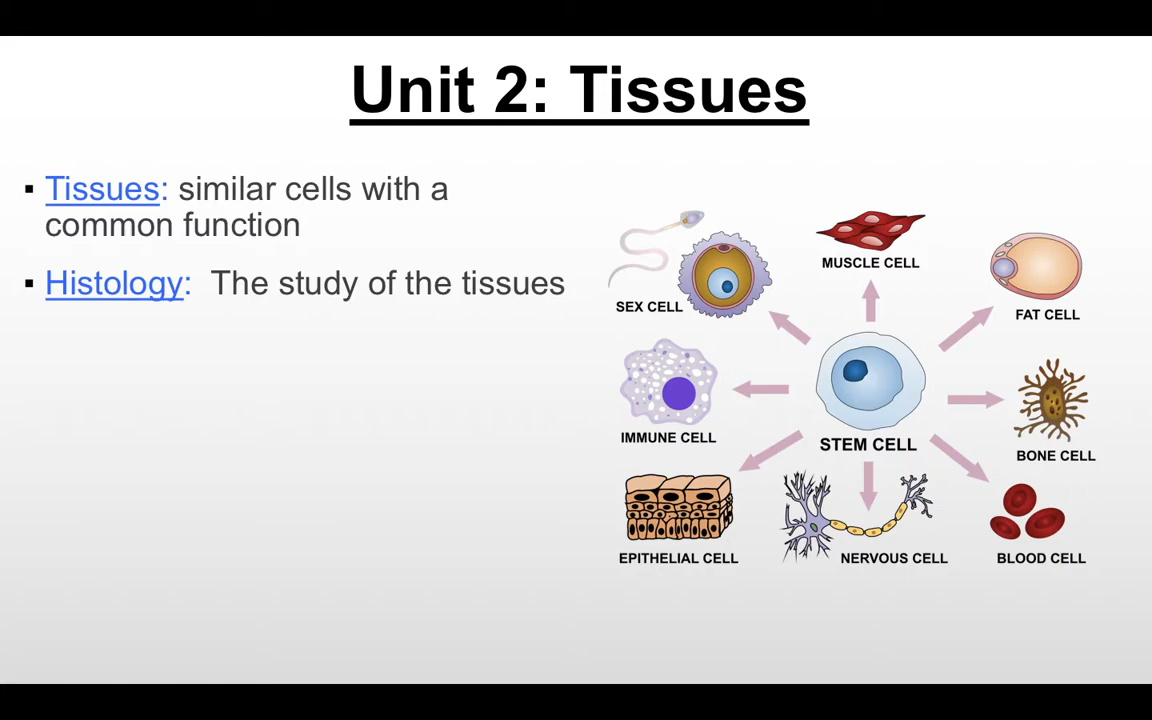 Unit 2: Tissues
▪ Tissues: similar cells with a
common function
▪ Histology: The study of the tissues
MUSCLE CELL
SEX CELL
FAT CELL
IMMUNE CELL
STEM CELL
BONE CELL
EPITHELIAL CELL
NERVOUS CELL
BLOOD CELL